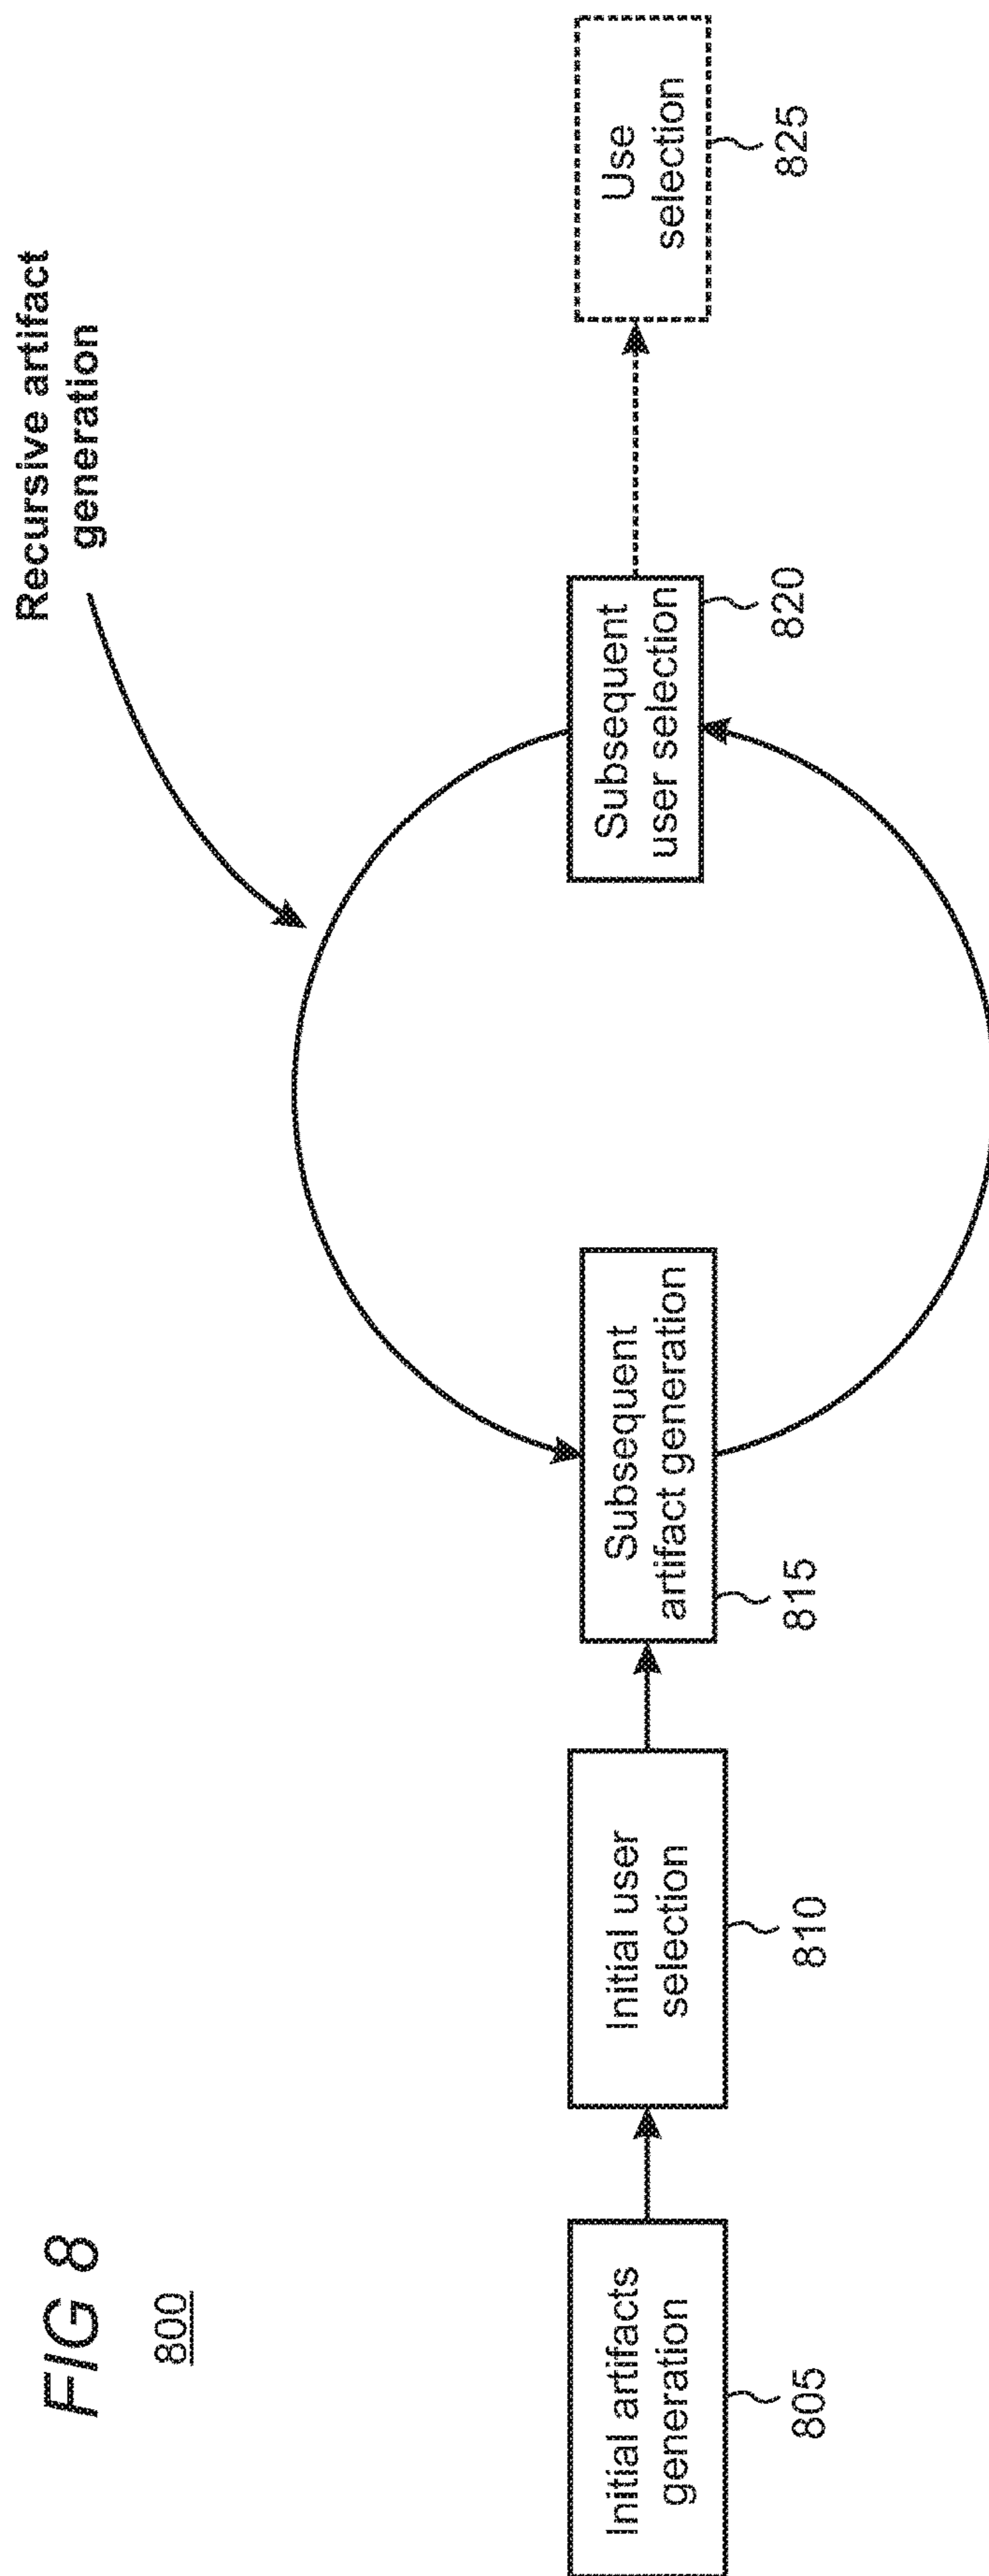 FIG 8
800
Recursive artifact
generation
Initial artifacts
generation
805
Initial user
selection
810
Subsequent
artifact generation
815
Subsequent
user selection
820
Use
selection
825